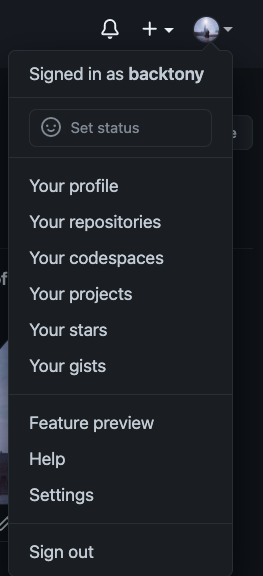 Signed in as backtony
Set status
Your profile
Your repositories
Your codespaces
Your projects
Your stars
Your gists
Feature preview
Help
Settings
Sign out